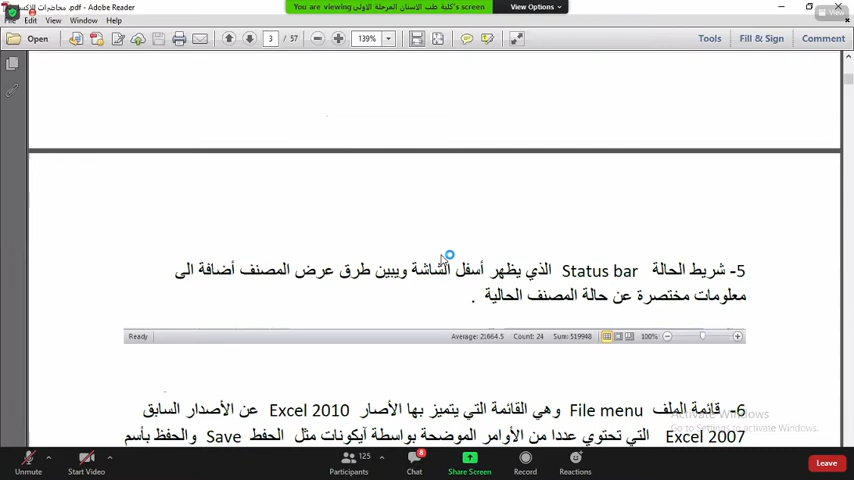 محاضرات الاكسل.pdf - Adobe Reader
You are viewing كلية طب الاسنان المرحلة الاولى's screen
View Options
View
File Edit View Window Help
Open 3 / 57 139% Tools Fill & Sign Comment
5- شريط الحالة Status bar الذي يظهر أسفل الشاشة ويبين طرق عرض المصنف أضافة الى
معلومات مختصرة عن حالة المصنف الحالية .
Ready Average: 21664.5 Count: 24 Sum: 519948 100%
6- قائمة الملف File menu وهي القائمة التي يتميز بها الأصار Excel 2010 عن الأصدار السابق
Activate Windows
Go to Settings to activate Windows.
Excel 2007 التي تحتوي عددا من الأوامر الموضحة بواسطة آيكونات مثل الحفط Save والحفظ بأسم
Unmute Start Video Participants 125 Chat 8 Share Screen Record Reactions Leave